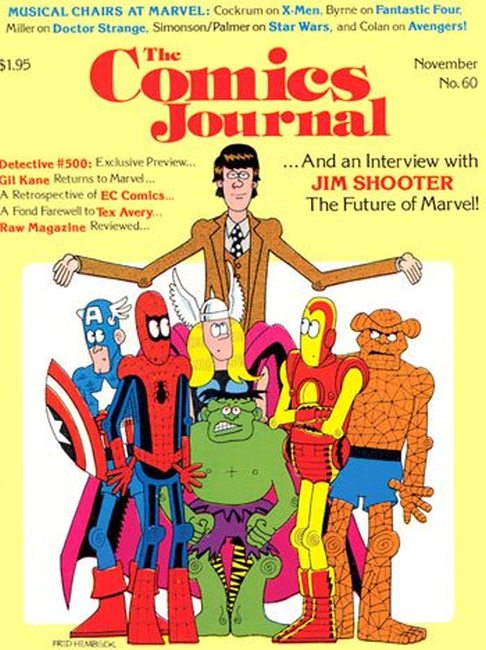 MUSICAL CHAIRS AT MARVEL: Cockrum on X-Men, Byrne on Fantastic Four,
Miller on Doctor Strange, Simonson/Palmer on Star Wars, and Colan on Avengers!
$1.95
The
Comics
Journal
November
No. 60
Detective #500: Exclusive Preview...
Gil Kane Returns to Marvel...
A Retrospective of EC Comics...
A Fond Farewell to Tex Avery...
Raw Magazine Reviewed...
...And an Interview with
JIM SHOOTER
The Future of Marvel!
A
FRED HEMBECK